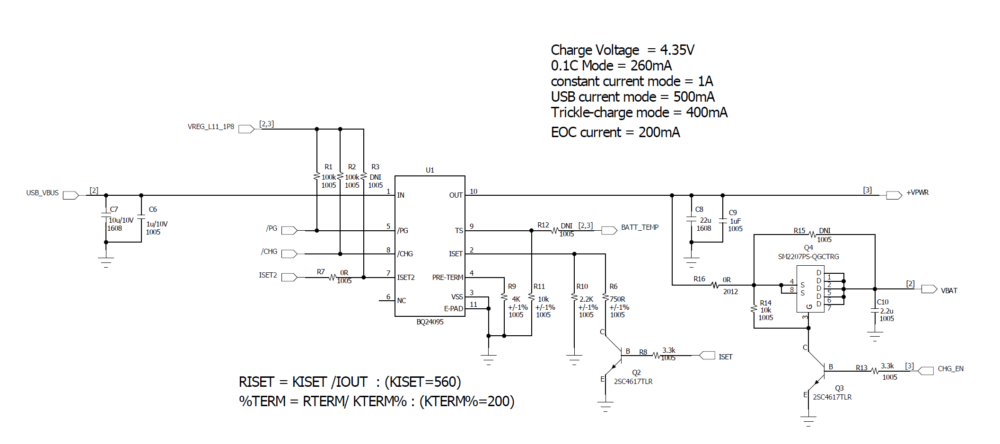 Charge Voltage  = 4.35V
0.1C Mode = 260mA
constant current mode = 1A
USB current mode = 500mA
Trickle-charge mode = 400mA
EOC current = 200mA
VREG_L11_1P8
[2,3]
R1
100k
1005
R2
100k
1005
R3
DNI
1005
U1
USB_VBUS
[2]
C7
10u/10V
1608
C6
1u/10V
1005
/PG
/CHG
ISET2
R7
0R
1005
1
IN
5
/PG
8
/CHG
7
ISET2
6
NC
OUT
10
TS
9
ISET
2
PRE-TERM
4
VSS
3
E-PAD
11
BQ24095
R12
DNI
1005
[2,3]
BATT_TEMP
R9
4K
+/-1%
1005
R11
10k
+/-1%
1005
R10
2.2K
+/-1%
1005
R6
750R
+/-1%
1005
C
B
E
Q2
2SC4617TLR
R8
3.3k
1005
ISET
[3]
+VPWR
C8
22u
1608
C9
1uF
1005
R15
DNI
1005
Q4
SM2207PS-QGCTRG
R16
0R
2012
4
S
8
S
D
1
D
2
D
5
D
6
D
7
G
3
R14
10k
1005
[2]
VBAT
C10
2.2u
1005
C
B
E
Q3
2SC4617TLR
R13
3.3k
1005
[3]
CHG_EN
RISET = KISET /IOUT  : (KISET=560)
%TERM = RTERM/ KTERM% : (KTERM%=200)